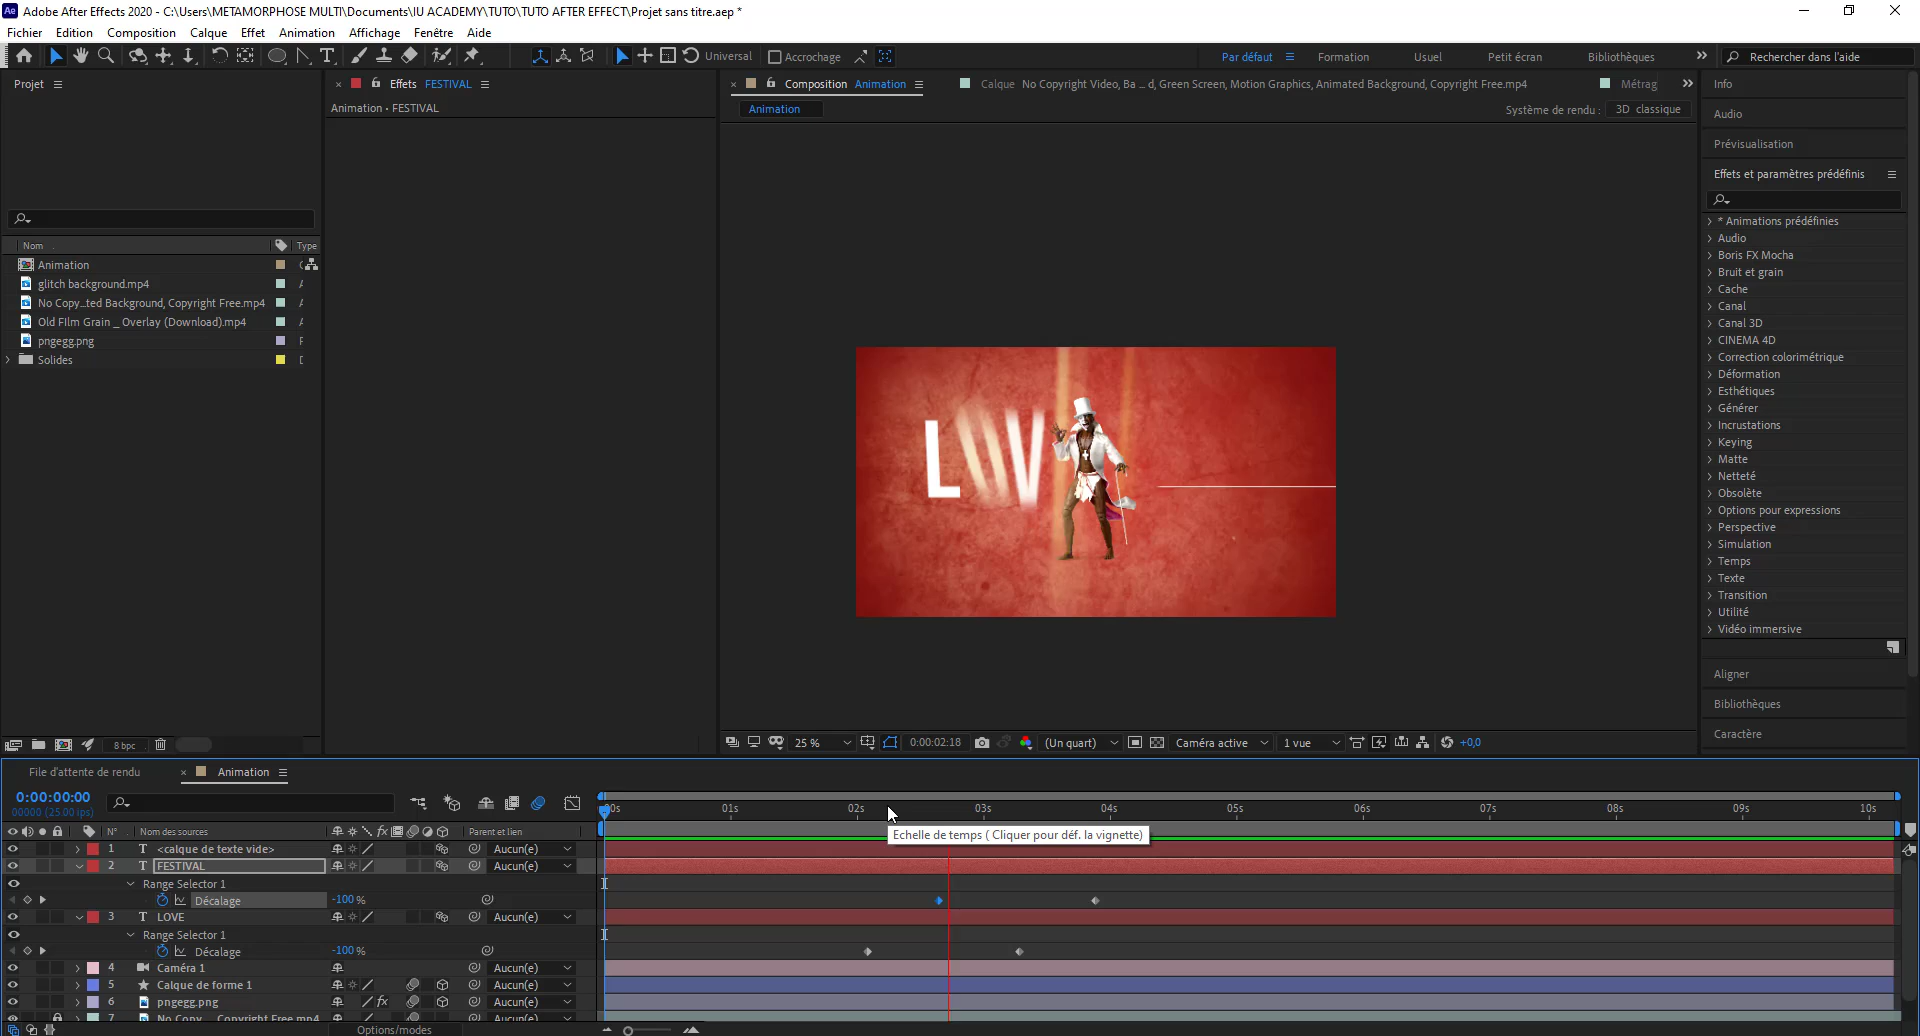 Adobe After Effects 2020 - C:\Users\METAMORPHOSE MULTI\Documents\IU ACADEMY\TUTO\TUTO AFTER EFFECT\Projet sans titre.aep *
Fichier Edition Composition Calque Effet Animation Affichage Fenêtre Aide
Universal Accrochage Par défaut Formation Usuel Petit écran Bibliothèques Rechercher dans l'aide
Projet
Effets FESTIVAL
Animation • FESTIVAL
Composition Animation
Calque No Copyright Video, Ba ... d, Green Screen, Motion Graphics, Animated Background, Copyright Free.mp4
Métrag
Animation
Système de rendu : 3D classique
Nom Type
Animation
glitch background.mp4
No Copy...ted Background, Copyright Free.mp4
Old FIlm Grain _ Overlay (Download).mp4
pngegg.png
Solides
8 bpc
LOV
25 % 0:00:02:18 (Un quart) Caméra active 1 vue +0,0
Info
Audio
Prévisualisation
Effets et paramètres prédéfinis
* Animations prédéfinies
Audio
Boris FX Mocha
Bruit et grain
Cache
Canal
Canal 3D
CINEMA 4D
Correction colorimétrique
Déformation
Esthétiques
Générer
Incrustations
Keying
Matte
Netteté
Obsolète
Options pour expressions
Perspective
Simulation
Temps
Texte
Transition
Utilité
Vidéo immersive
Aligner
Bibliothèques
Caractère
File d'attente de rendu
Animation
0:00:00:00
00000 (25.00 ips)
00s 01s 02s 03s 04s 05s 06s 07s 08s 09s 10s
Echelle de temps ( Cliquer pour déf. la vignette)
N° Nom des sources Parent et lien
1 T <calque de texte vide> Aucun(e)
2 T FESTIVAL Aucun(e)
Range Selector 1
Décalage -100 %
3 T LOVE Aucun(e)
Range Selector 1
Décalage -100 %
4 Caméra 1 Aucun(e)
5 Calque de forme 1 Aucun(e)
6 pngegg.png fx Aucun(e)
7 No Copy ... Copyright Free.mp4 Aucun(e)
Options/modes